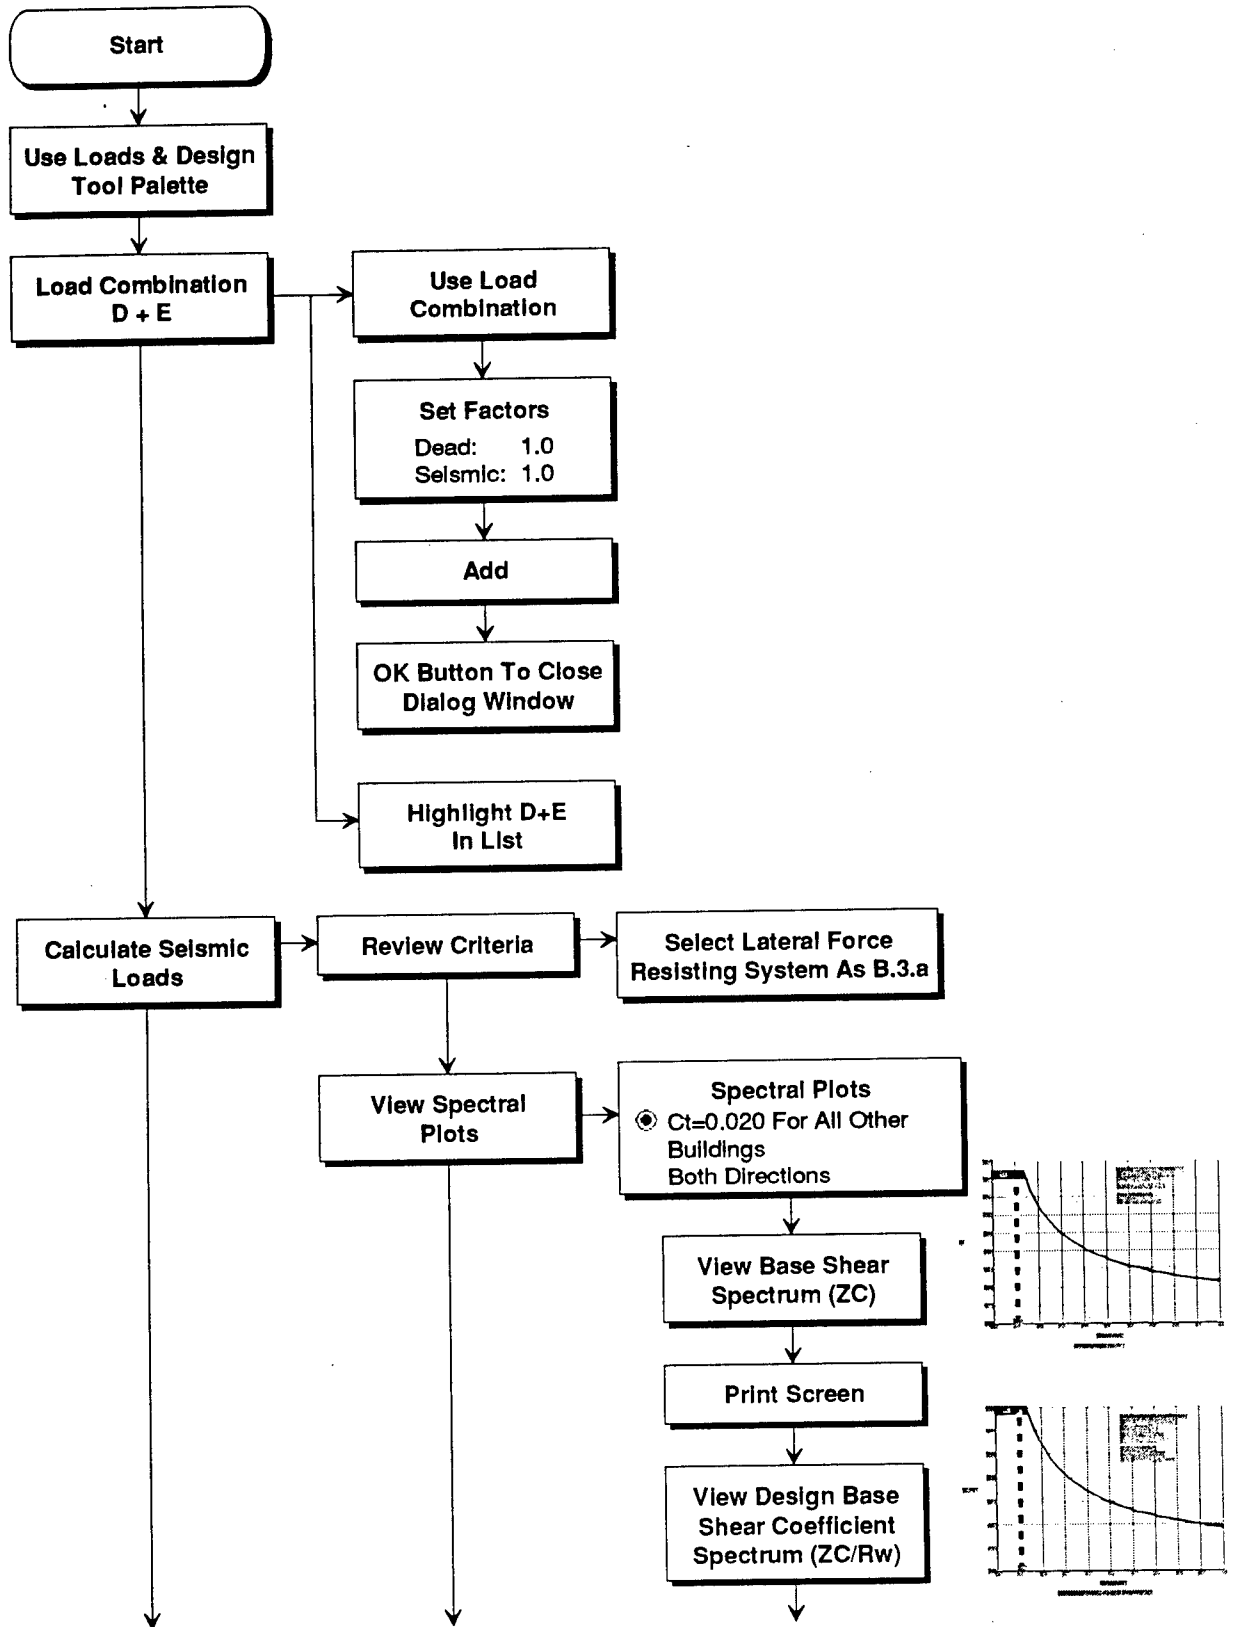 Start
Use Loads & Design
Tool Palette
Load Combination
D + E
Use Load
Combination
Set Factors
Dead: 1.0
Seismic: 1.0
Add
OK Button To Close
Dialog Window
Highlight D+E
In List
Calculate Seismic
Loads
Review Criteria
Select Lateral Force
Resisting System As B.3.a
View Spectral
Plots
Spectral Plots
Ct=0.020 For All Other
Buildings
Both Directions
View Base Shear
Spectrum (ZC)
Print Screen
View Design Base
Shear Coefficient
Spectrum (ZC/Rw)